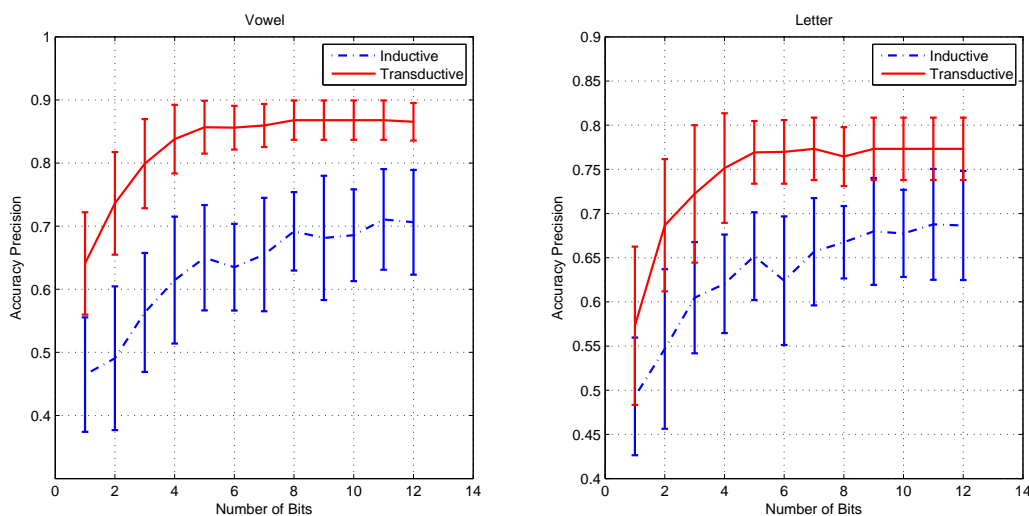 Vowel
1
0.9
0.8
0.7
0.6
0.5
0.4
Accuracy Precision
0 2 4 6 8 10 12 14
Number of Bits
Inductive
Transductive
Letter
0.9
0.85
0.8
0.75
0.7
0.65
0.6
0.55
0.5
0.45
0.4
Accuracy Precision
0 2 4 6 8 10 12 14
Number of Bits
Inductive
Transductive